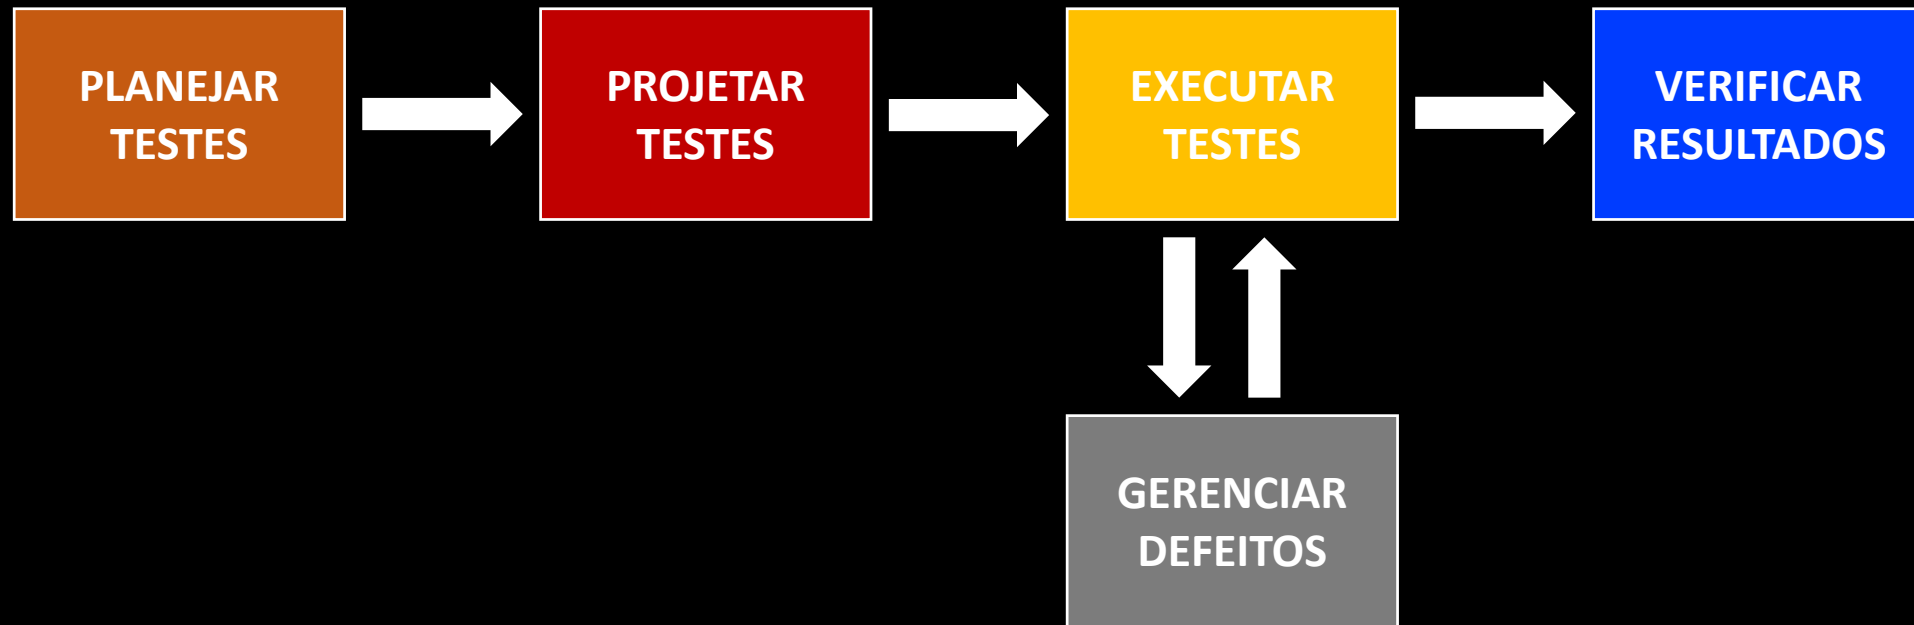 PLANEJAR
TESTES
PROJETAR
TESTES
EXECUTAR
TESTES
VERIFICAR
RESULTADOS
GERENCIAR
DEFEITOS